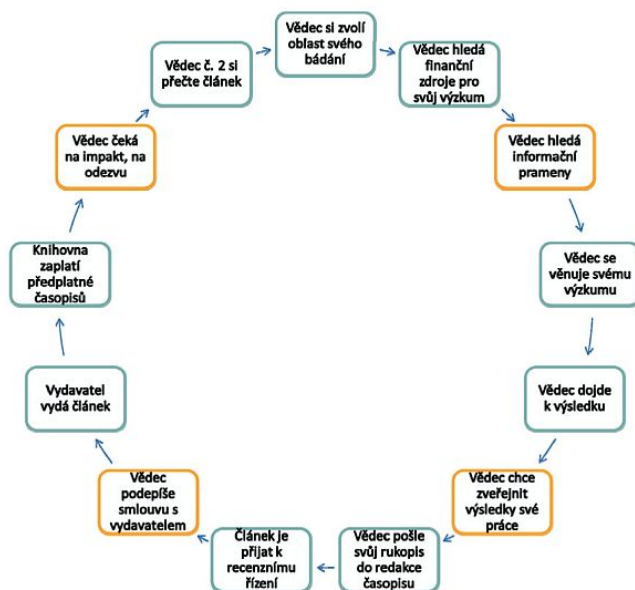 Vědec si zvolí
oblast svého
bádání
Vědec hledá
finanční
zdroje pro
svůj výzkum
Vědec hledá
informační
prameny
Vědec se
věnuje svému
výzkumu
Vědec dojde
k výsledku
Vědec chce
zveřejnit
výsledky své
práce
Vědec pošle
svůj rukopis
do redakce
časopisu
Článek je
přijat k
recenznímu
řízení
Vědec
podepíše
smlouvu s
vydavatelem
Vydavatel
vydá článek
Knihovna
zaplatí
předplatné
časopisů
Vědec čeká
na impakt, na
odezvu
Vědec č. 2 si
přečte článek